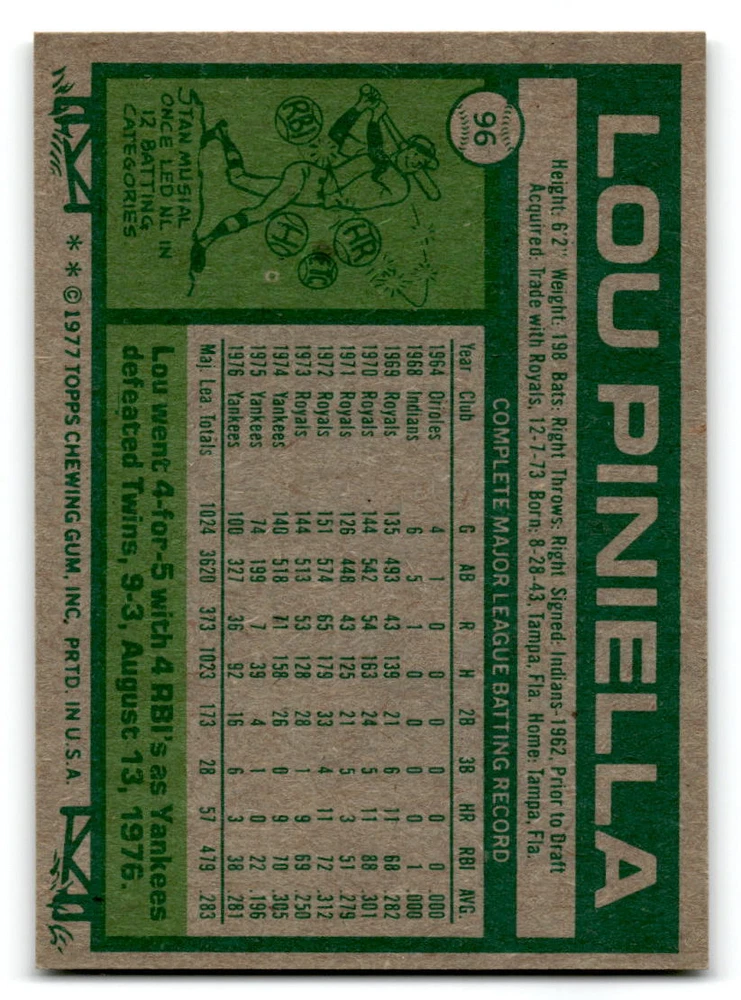 LOU PINIELLA
96
Height: 6'2" Weight: 198 Bats: Right Throws: Right Signed: Indians-1962, Prior to Draft
Acquired: Trade with Royals, 12-7-73 Born: 8-28-43, Tampa, Fla. Home: Tampa, Fla.
COMPLETE MAJOR LEAGUE BATTING RECORD
Year Club G AB R H 2B 3B HR RBI AVG.
1964 Orioles 4 1 0 0 0 0 0 0 .000
1968 Indians 6 5 1 0 0 0 0 1 .000
1969 Royals 135 493 43 139 21 6 11 68 .282
1970 Royals 144 542 54 163 24 5 11 88 .301
1971 Royals 126 448 43 125 21 5 3 51 .279
1972 Royals 151 574 65 179 33 4 11 72 .312
1973 Royals 144 513 53 128 28 1 9 69 .250
1974 Yankees 140 518 71 158 26 0 9 70 .305
1975 Yankees 74 199 7 39 4 1 0 22 .196
1976 Yankees 100 327 36 92 16 6 3 38 .281
Maj. Lea. Totals 1024 3620 373 1023 173 28 57 479 .283
RBI
HR
H
ETC
STAN MUSIAL
ONCE LED NL IN
12 BATTING
CATEGORIES
Lou went 4-for-5 with 4 RBI's as Yankees
defeated Twins, 9-3, August 13, 1976.
* * © 1977 TOPPS CHEWING GUM, INC. PRTD. IN U.S.A.